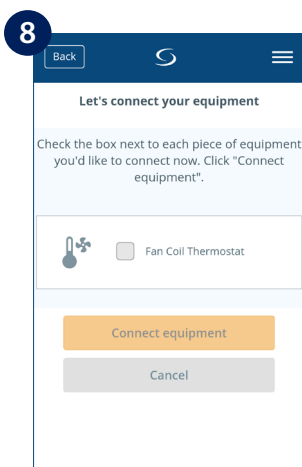 8
Back
Let's connect your equipment
Check the box next to each piece of equipment
you'd like to connect now. Click "Connect
equipment".
Fan Coil Thermostat
Connect equipment
Cancel